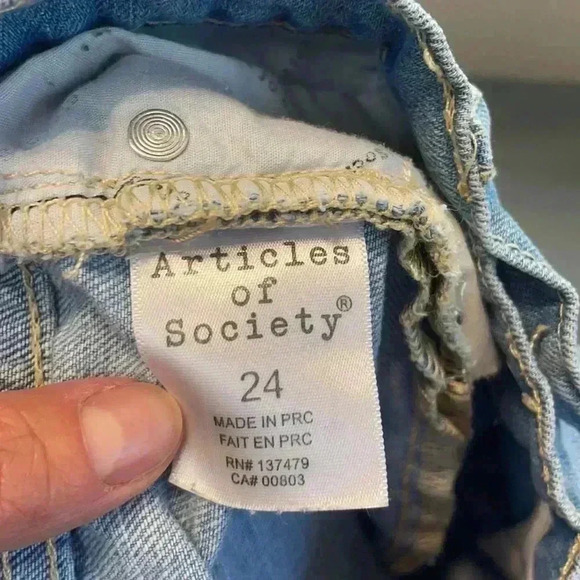 Articles
of
Society®
24
MADE IN PRC
FAIT EN PRC
RN# 137479
CA# 00803